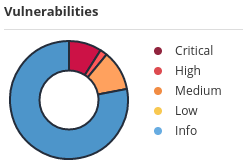 Vulnerabilities
Critical
High
Medium
Low
Info